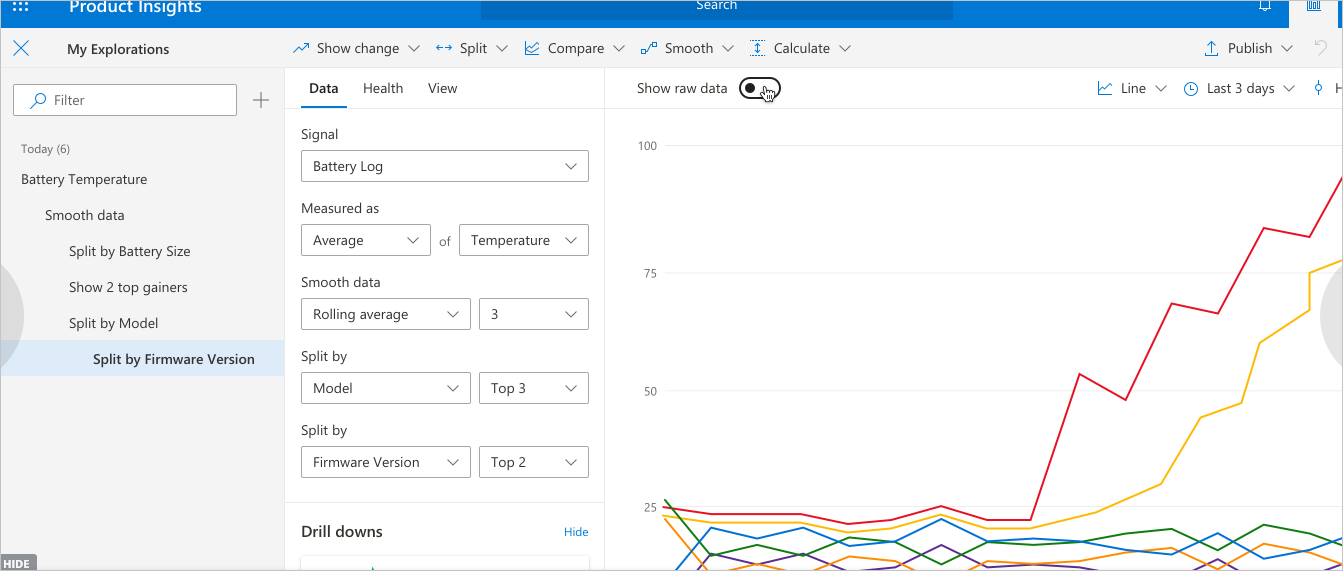 Product Insights
Search
My Explorations
Show change
Split
Compare
Smooth
Calculate
Publish
Filter
Today (6)
Battery Temperature
Smooth data
Split by Battery Size
Show 2 top gainers
Split by Model
Split by Firmware Version
HIDE
Data Health View
Signal
Battery Log
Measured as
Average of Temperature
Smooth data
Rolling average 3
Split by
Model Top 3
Split by
Firmware Version Top 2
Drill downs Hide
Show raw data
Line
Last 3 days
100
75
50
25